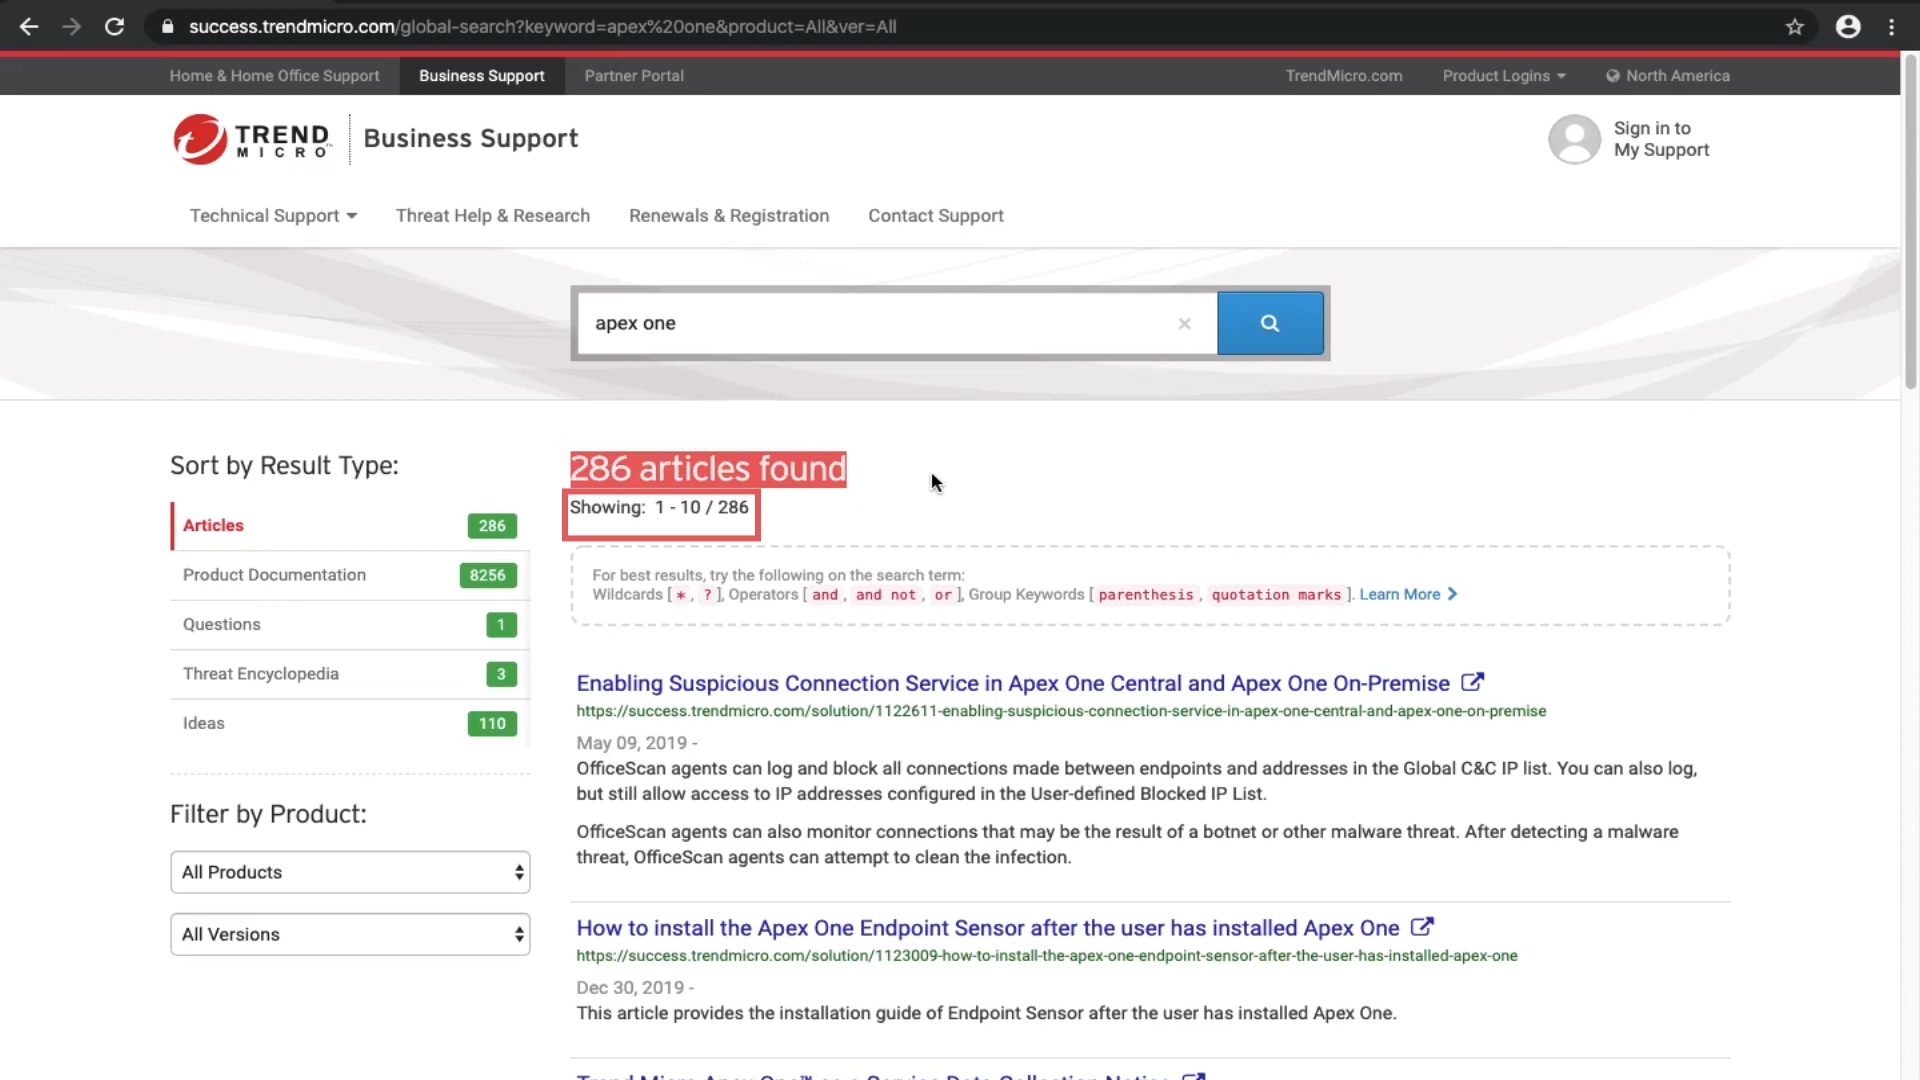 success.trendmicro.com/global-search?keyword=apex%20one&product=All&ver=All
Home & Home Office Support Business Support Partner Portal TrendMicro.com Product Logins North America
TREND MICRO™ Business Support
Sign in to
My Support
Technical Support Threat Help & Research Renewals & Registration Contact Support
apex one ×
Sort by Result Type:
Articles 286
Product Documentation 8256
Questions 1
Threat Encyclopedia 3
Ideas 110
Filter by Product:
All Products
All Versions
286 articles found
Showing: 1 - 10 / 286
For best results, try the following on the search term:
Wildcards [ * , ? ], Operators [ and , and not , or ], Group Keywords [ parenthesis , quotation marks ]. Learn More
Enabling Suspicious Connection Service in Apex One Central and Apex One On-Premise
https://success.trendmicro.com/solution/1122611-enabling-suspicious-connection-service-in-apex-one-central-and-apex-one-on-premise
May 09, 2019 -
OfficeScan agents can log and block all connections made between endpoints and addresses in the Global C&C IP list. You can also log,
but still allow access to IP addresses configured in the User-defined Blocked IP List.
OfficeScan agents can also monitor connections that may be the result of a botnet or other malware threat. After detecting a malware
threat, OfficeScan agents can attempt to clean the infection.
How to install the Apex One Endpoint Sensor after the user has installed Apex One
https://success.trendmicro.com/solution/1123009-how-to-install-the-apex-one-endpoint-sensor-after-the-user-has-installed-apex-one
Dec 30, 2019 -
This article provides the installation guide of Endpoint Sensor after the user has installed Apex One.
Trend Micro Apex One™ as a Service Data Collection Notice